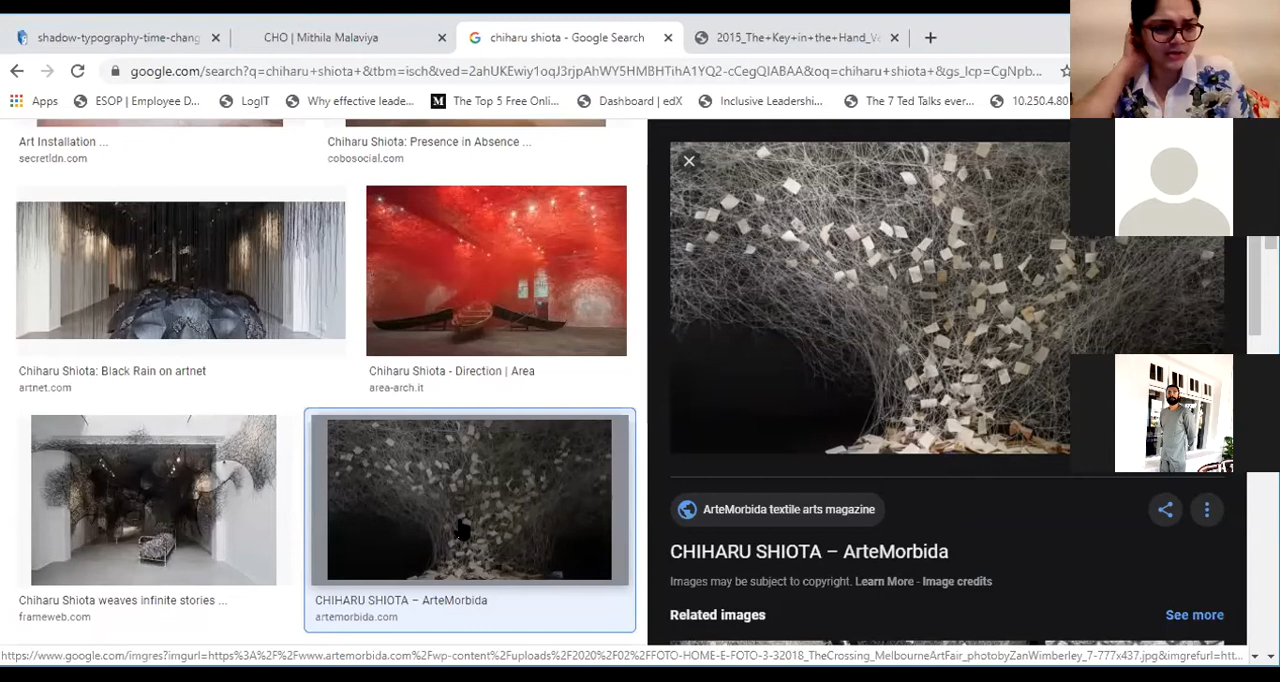 shadow-typography-time-chang
CHO | Mithila Malaviya
chiharu shiota - Google Search
2015_The+Key+in+the+Hand_Ve
google.com/search?q=chiharu+shiota+&tbm=isch&ved=2ahUKEwiy1oqJ3rjpAhWY5HMBHTihA1YQ2-cCegQIABAA&oq=chiharu+shiota+&gs_lcp=CgNpb...
Apps
ESOP | Employee D...
LogIT
Why effective leade...
The Top 5 Free Onli...
Dashboard | edX
Inclusive Leadershi...
The 7 Ted Talks ever...
10.250.4.80
Art Installation ...
secretldn.com
Chiharu Shiota: Presence in Absence ...
cobosocial.com
Chiharu Shiota: Black Rain on artnet
artnet.com
Chiharu Shiota - Direction | Area
area-arch.it
Chiharu Shiota weaves infinite stories ...
frameweb.com
CHIHARU SHIOTA – ArteMorbida
artemorbida.com
ArteMorbida textile arts magazine
CHIHARU SHIOTA – ArteMorbida
Images may be subject to copyright. Learn More - Image credits
Related images
See more
https://www.google.com/imgres?imgurl=https%3A%2F%2Fwww.artemorbida.com%2Fwp-content%2Fuploads%2F2020%2F02%2FFOTO-HOME-E-FOTO-3-32018_TheCrossing_MelbourneArtFair_photobyZanWimberley_7-777x437.jpg&imgrefurl=htt...